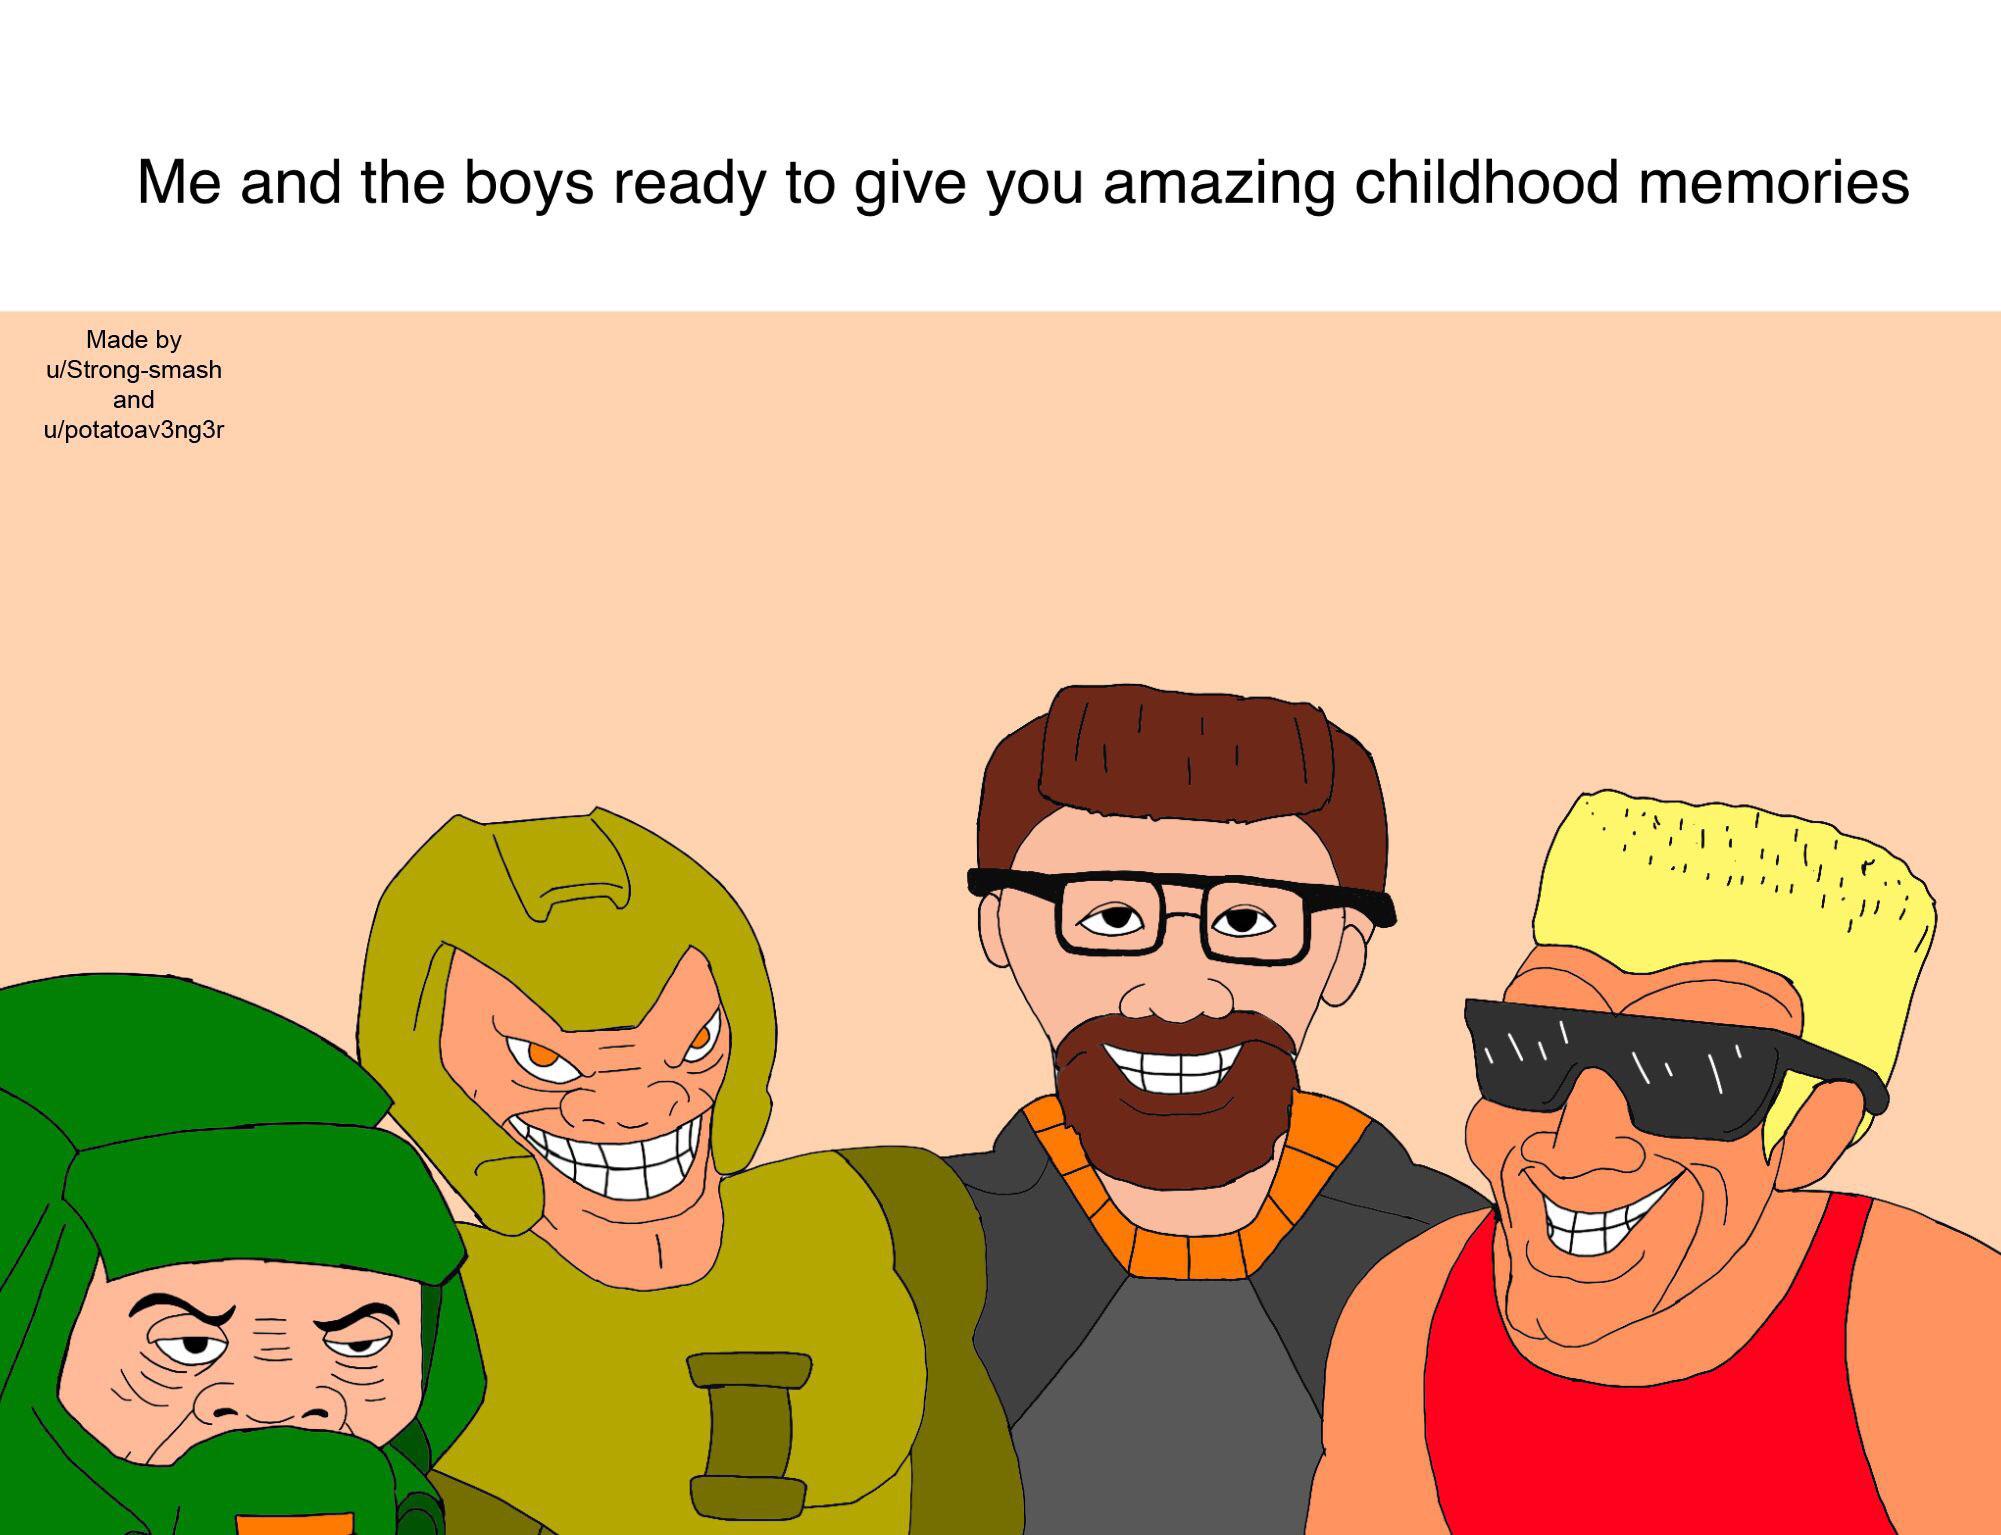 Me and the boys ready to give you amazing childhood memories
Made by
u/Strong-smash
and
u/potatoav3ng3r